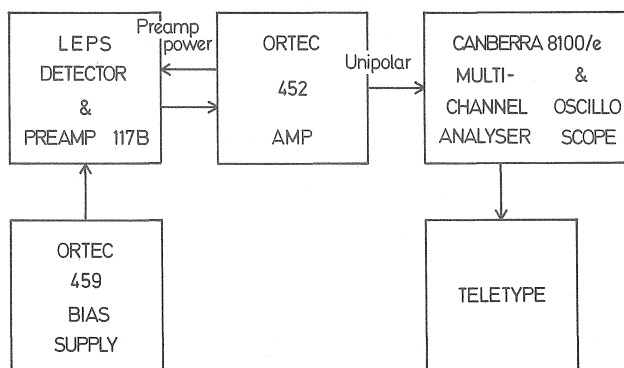 LEPS
DETECTOR
&
PREAMP 117B
Preamp
power
ORTEC
452
AMP
Unipolar
CANBERRA 8100/e
MULTI- &
CHANNEL OSCILLO
ANALYSER SCOPE
ORTEC
459
BIAS
SUPPLY
TELETYPE